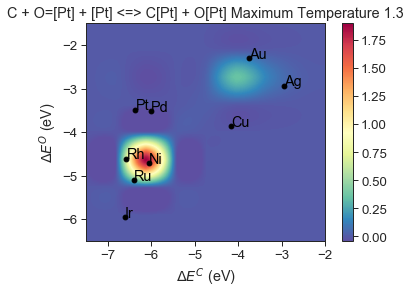 C + O=[Pt] + [Pt] <=> C[Pt] + O[Pt] Maximum Temperature 1.3
Au
Ag
Pt
Pd
Cu
Rh
Ni
Ru
Ir
−2
−3
−4
−5
−6
ΔE^O (eV)
−7 −6 −5 −4 −3 −2
ΔE^C (eV)
1.75
1.50
1.25
1.00
0.75
0.50
0.25
0.00